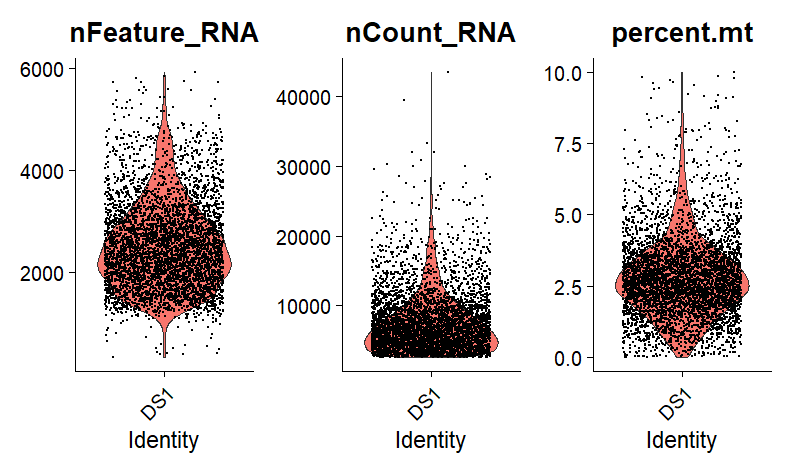 nFeature_RNA
6000
4000
2000
DS1
Identity
nCount_RNA
40000
30000
20000
10000
DS1
Identity
percent.mt
10.0
7.5
5.0
2.5
0.0
DS1
Identity